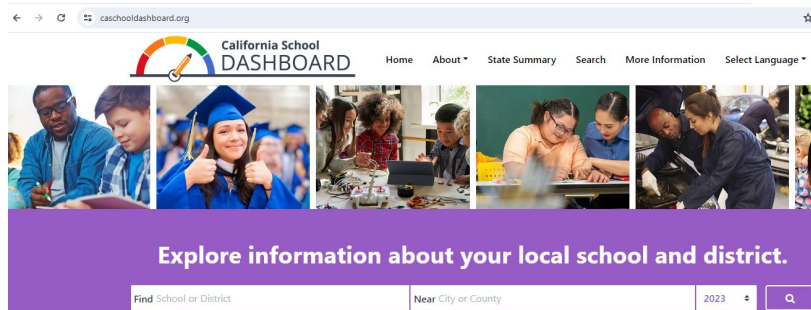 caschooldashboard.org
California School
DASHBOARD
Home About State Summary Search More Information Select Language
Explore information about your local school and district.
Find School or District Near City or County 2023